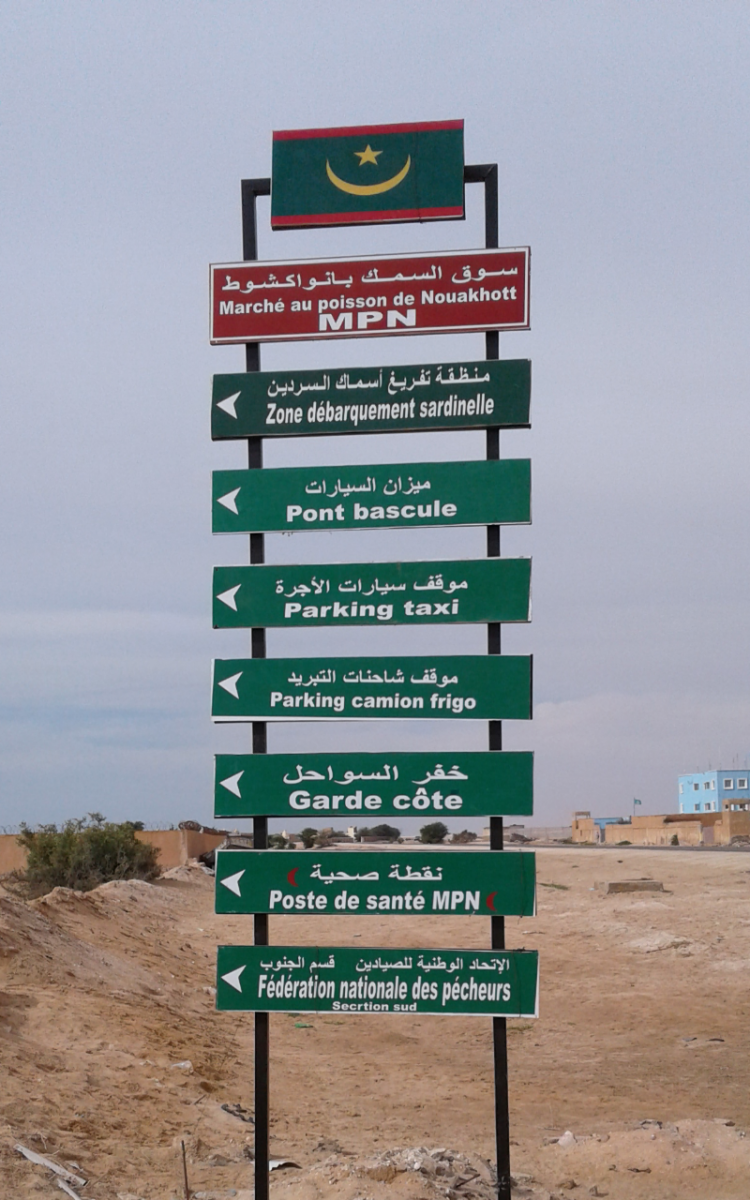 سوق السمك بانواكشوط
Marché au poisson de Nouakhott
MPN
منظقة تفريغ أسماك السردين
Zone débarquement sardinelle
ميزان السيارات
Pont bascule
موقف سيارات الأجرة
Parking taxi
موقف شاحنات التبريد
Parking camion frigo
خفر السواحل
Garde côte
نقطة صحية
Poste de santé MPN
الإتحاد الوطنية للصيادين قسم الجنوب
Fédération nationale des pécheurs
Secrtion sud